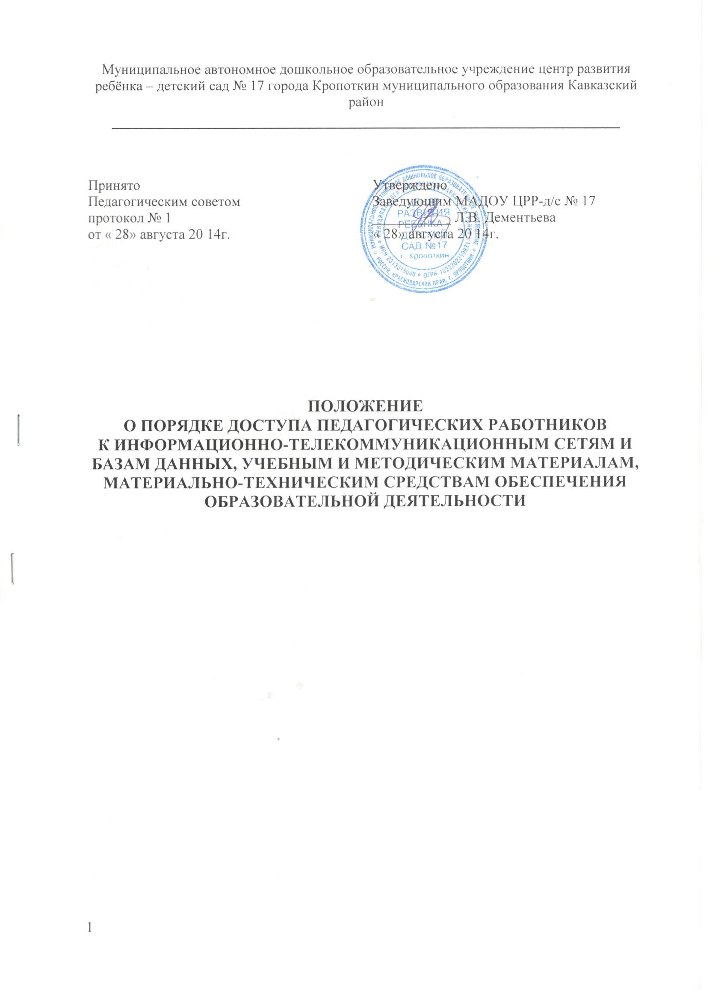 Муниципальное автономное дошкольное образовательное учреждение центр развития
ребёнка – детский сад № 17 города Кропоткин муниципального образования Кавказский
район
Принято
Педагогическим советом
протокол № 1
от « 28» августа 20 14г.
Утверждено
Заведующим МАДОУ ЦРР-д/с № 17
Л.В. Дементьева
« 28» августа 20 14г.
МУНИЦИПАЛЬНОЕ АВТОНОМНОЕ ДОШКОЛЬНОЕ ОБРАЗОВАТЕЛЬНОЕ УЧРЕЖДЕНИЕ
РОССИЯ, КРАСНОДАРСКИЙ КРАЙ, г. КРОПОТКИН
ИНН 2313015048 ОГРН 1022302299931
РАЗВИТИЯ
РЕБЁНКА -
ДЕТСКИЙ
САД №17
г. Кропоткин
ПОЛОЖЕНИЕ
О ПОРЯДКЕ ДОСТУПА ПЕДАГОГИЧЕСКИХ РАБОТНИКОВ
К ИНФОРМАЦИОННО-ТЕЛЕКОММУНИКАЦИОННЫМ СЕТЯМ И
БАЗАМ ДАННЫХ, УЧЕБНЫМ И МЕТОДИЧЕСКИМ МАТЕРИАЛАМ,
МАТЕРИАЛЬНО-ТЕХНИЧЕСКИМ СРЕДСТВАМ ОБЕСПЕЧЕНИЯ
ОБРАЗОВАТЕЛЬНОЙ ДЕЯТЕЛЬНОСТИ
1